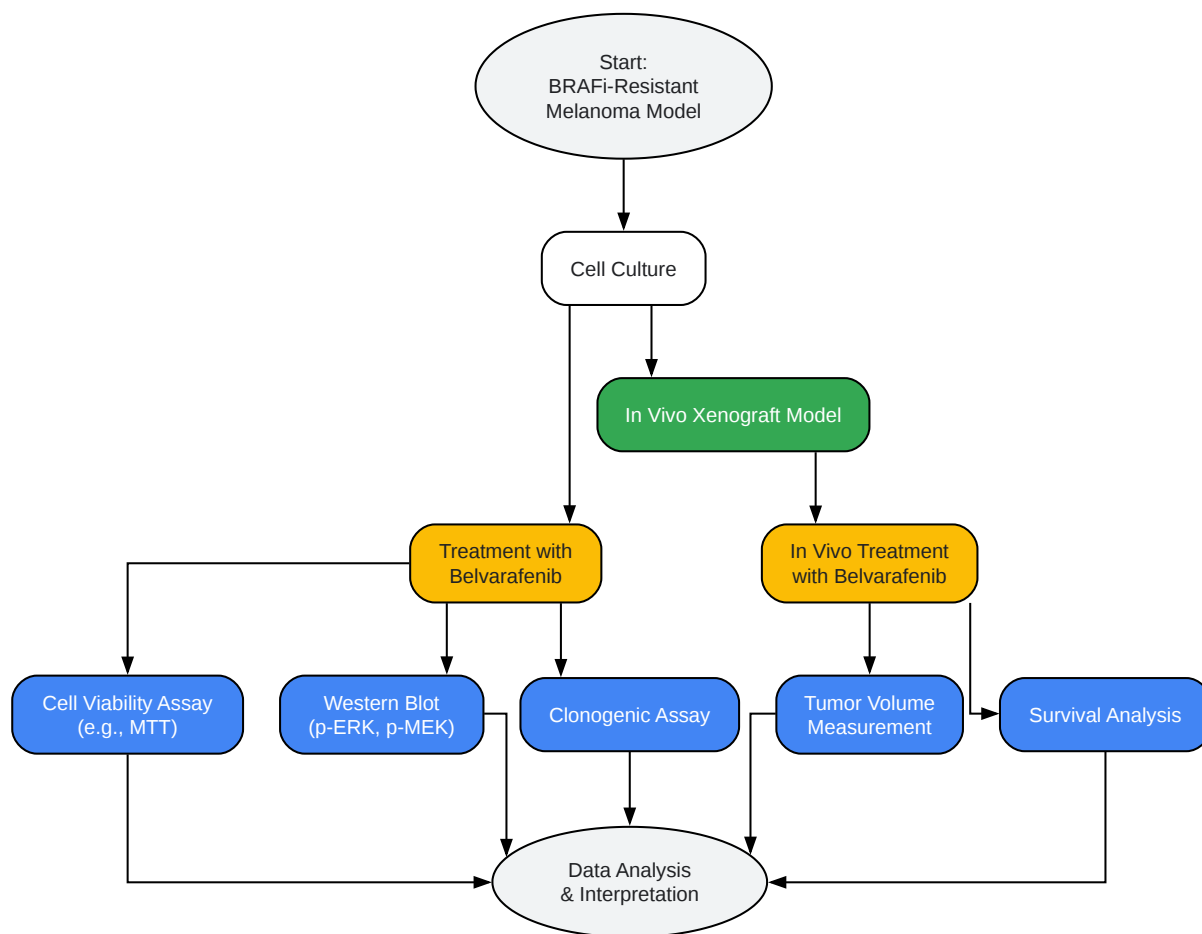 Start:
BRAFi-Resistant
Melanoma Model
Cell Culture
In Vivo Xenograft Model
Treatment with
Belvarafenib
In Vivo Treatment
with Belvarafenib
Cell Viability Assay
(e.g., MTT)
Western Blot
(p-ERK, p-MEK)
Clonogenic Assay
Tumor Volume
Measurement
Survival Analysis
Data Analysis
& Interpretation